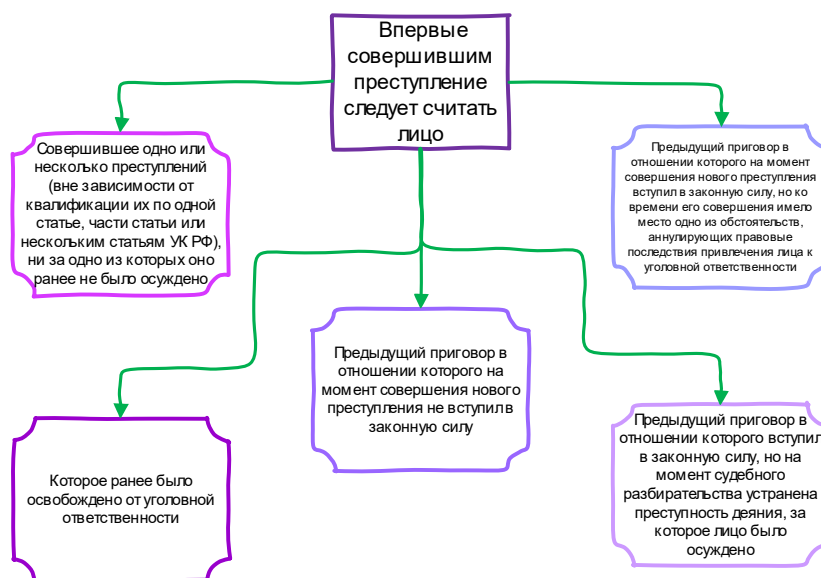 Впервые
совершившим
преступление
следует считать
лицо
Совершившее одно или
несколько преступлений
(вне зависимости от
квалификации их по одной
статье, части статьи или
нескольким статьям УК РФ),
ни за одно из которых оно
ранее не было осуждено
Предыдущий приговор в
отношении которого на момент
совершения нового преступления
вступил в законную силу, но ко
времени его совершения имело
место одно из обстоятельств,
аннулирующих правовые
последствия привлечения лица к
уголовной ответственности
Предыдущий приговор в
отношении которого на
момент совершения нового
преступления не вступил в
законную силу
Которое ранее было
освобождено от уголовной
ответственности
Предыдущий приговор в
отношении которого вступил
в законную силу, но на
момент судебного
разбирательства устранена
преступность деяния, за
которое лицо было
осуждено